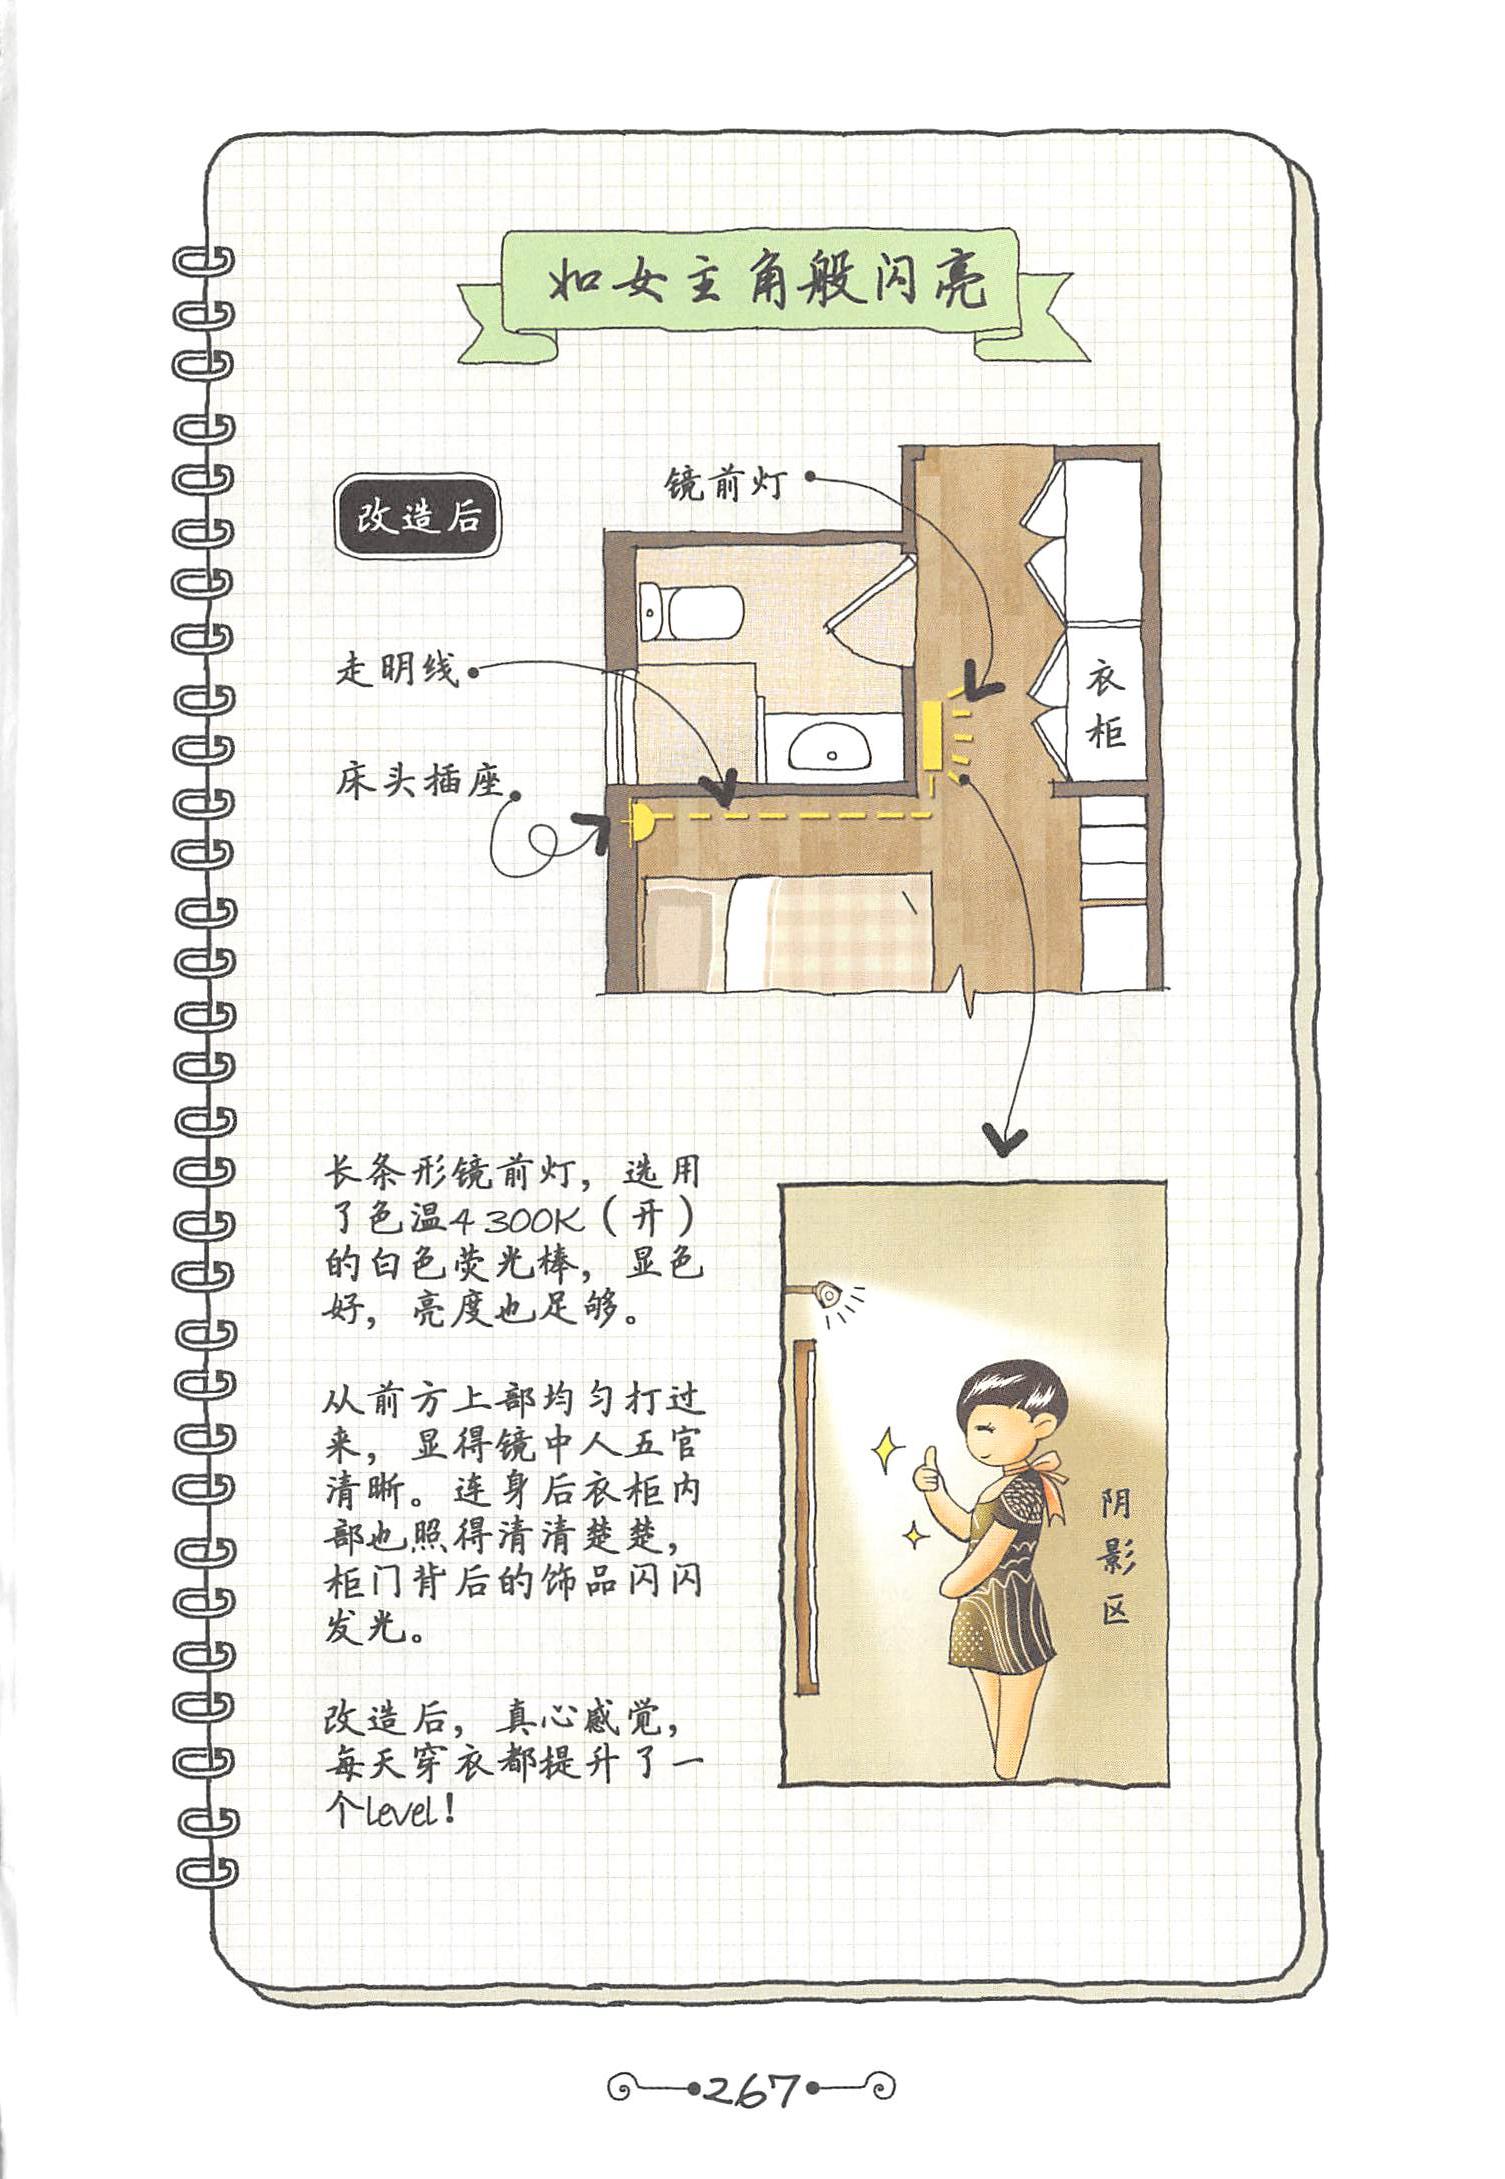 如女主角般闪亮
改造后
镜前灯
走明线
床头插座
衣
柜
长条形镜前灯，选用
了色温4300K（开）
的白色荧光棒，显色
好，亮度也足够。
从前方上部均匀打过
来，显得镜中人五官
清晰。连身后衣柜内
部也照得清清楚楚，
柜门背后的饰品闪闪
发光。
改造后，真心感觉，
每天穿衣都提升了一
个level！
阴
影
区
267